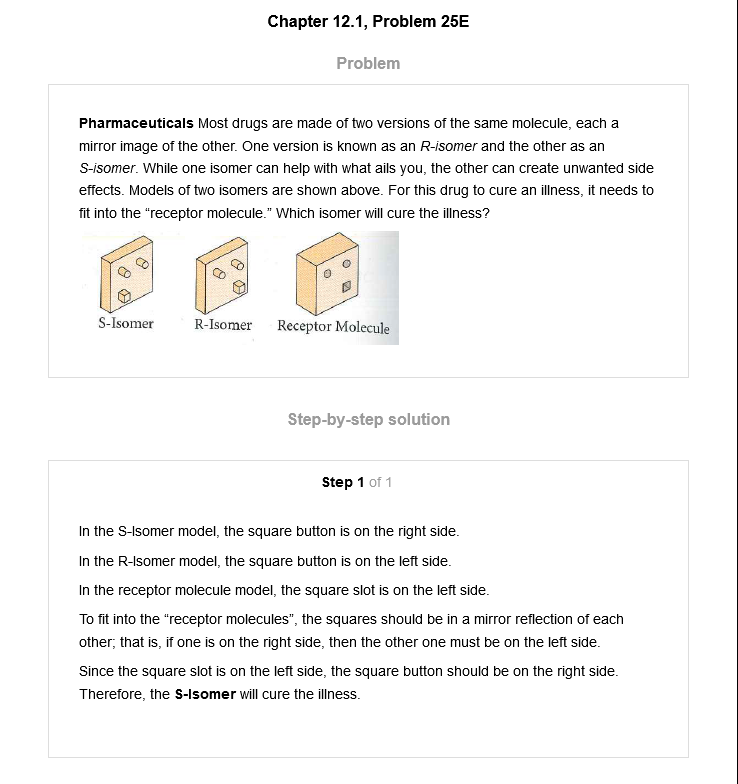 Chapter 12.1, Problem 25E
Problem
Pharmaceuticals Most drugs are made of two versions of the same molecule, each a
mirror image of the other. One version is known as an R-isomer and the other as an
S-isomer. While one isomer can help with what ails you, the other can create unwanted side
effects. Models of two isomers are shown above. For this drug to cure an illness, it needs to
fit into the “receptor molecule.” Which isomer will cure the illness?
S-Isomer R-Isomer Receptor Molecule
Step-by-step solution
Step 1 of 1
In the S-Isomer model, the square button is on the right side.
In the R-Isomer model, the square button is on the left side.
In the receptor molecule model, the square slot is on the left side.
To fit into the “receptor molecules”, the squares should be in a mirror reflection of each
other; that is, if one is on the right side, then the other one must be on the left side.
Since the square slot is on the left side, the square button should be on the right side.
Therefore, the S-Isomer will cure the illness.